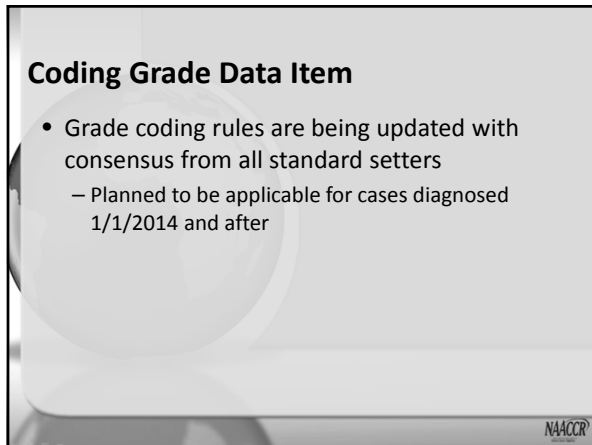 Coding Grade Data Item
• Grade coding rules are being updated with
consensus from all standard setters
– Planned to be applicable for cases diagnosed
1/1/2014 and after
NAACCR